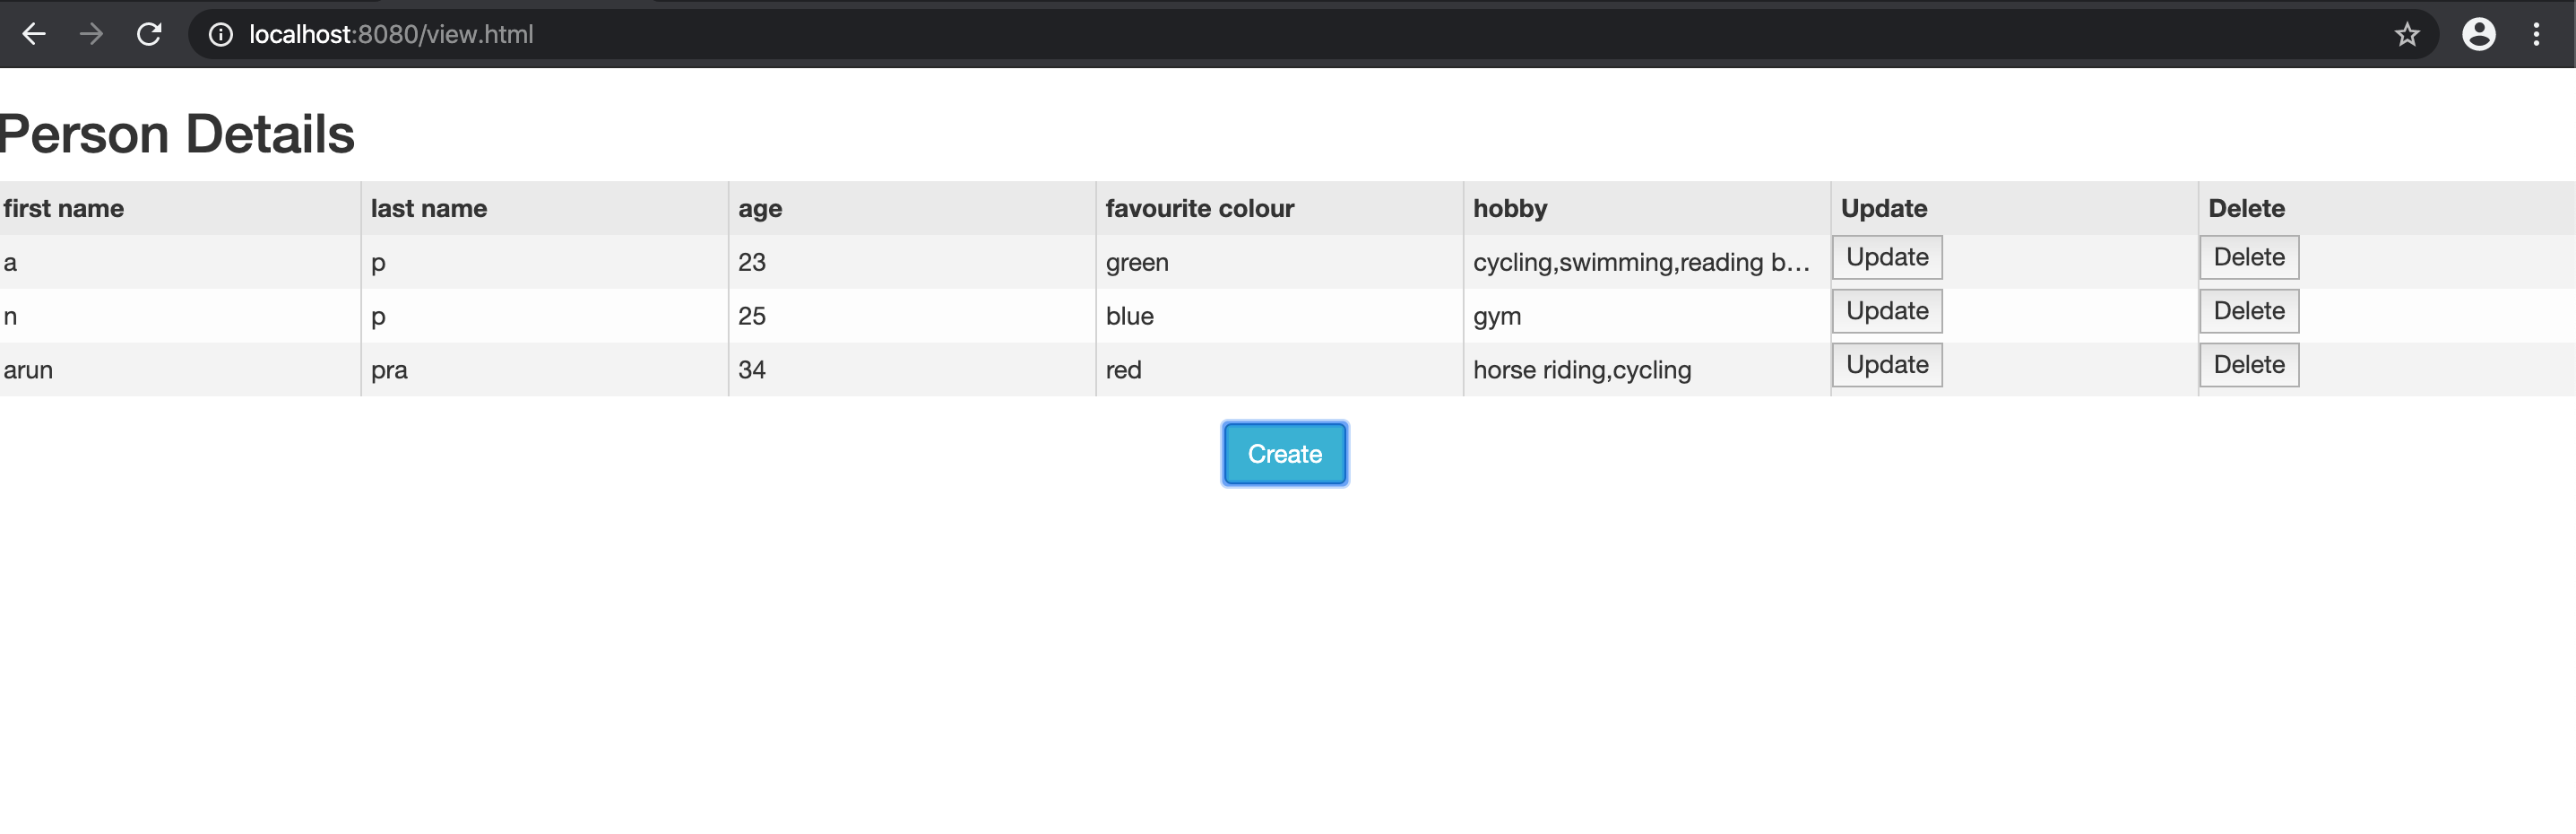 localhost:8080/view.html
Person Details
first name last name age favourite colour hobby Update Delete
a p 23 green cycling,swimming,reading b... Update Delete
n p 25 blue gym Update Delete
arun pra 34 red horse riding,cycling Update Delete
Create